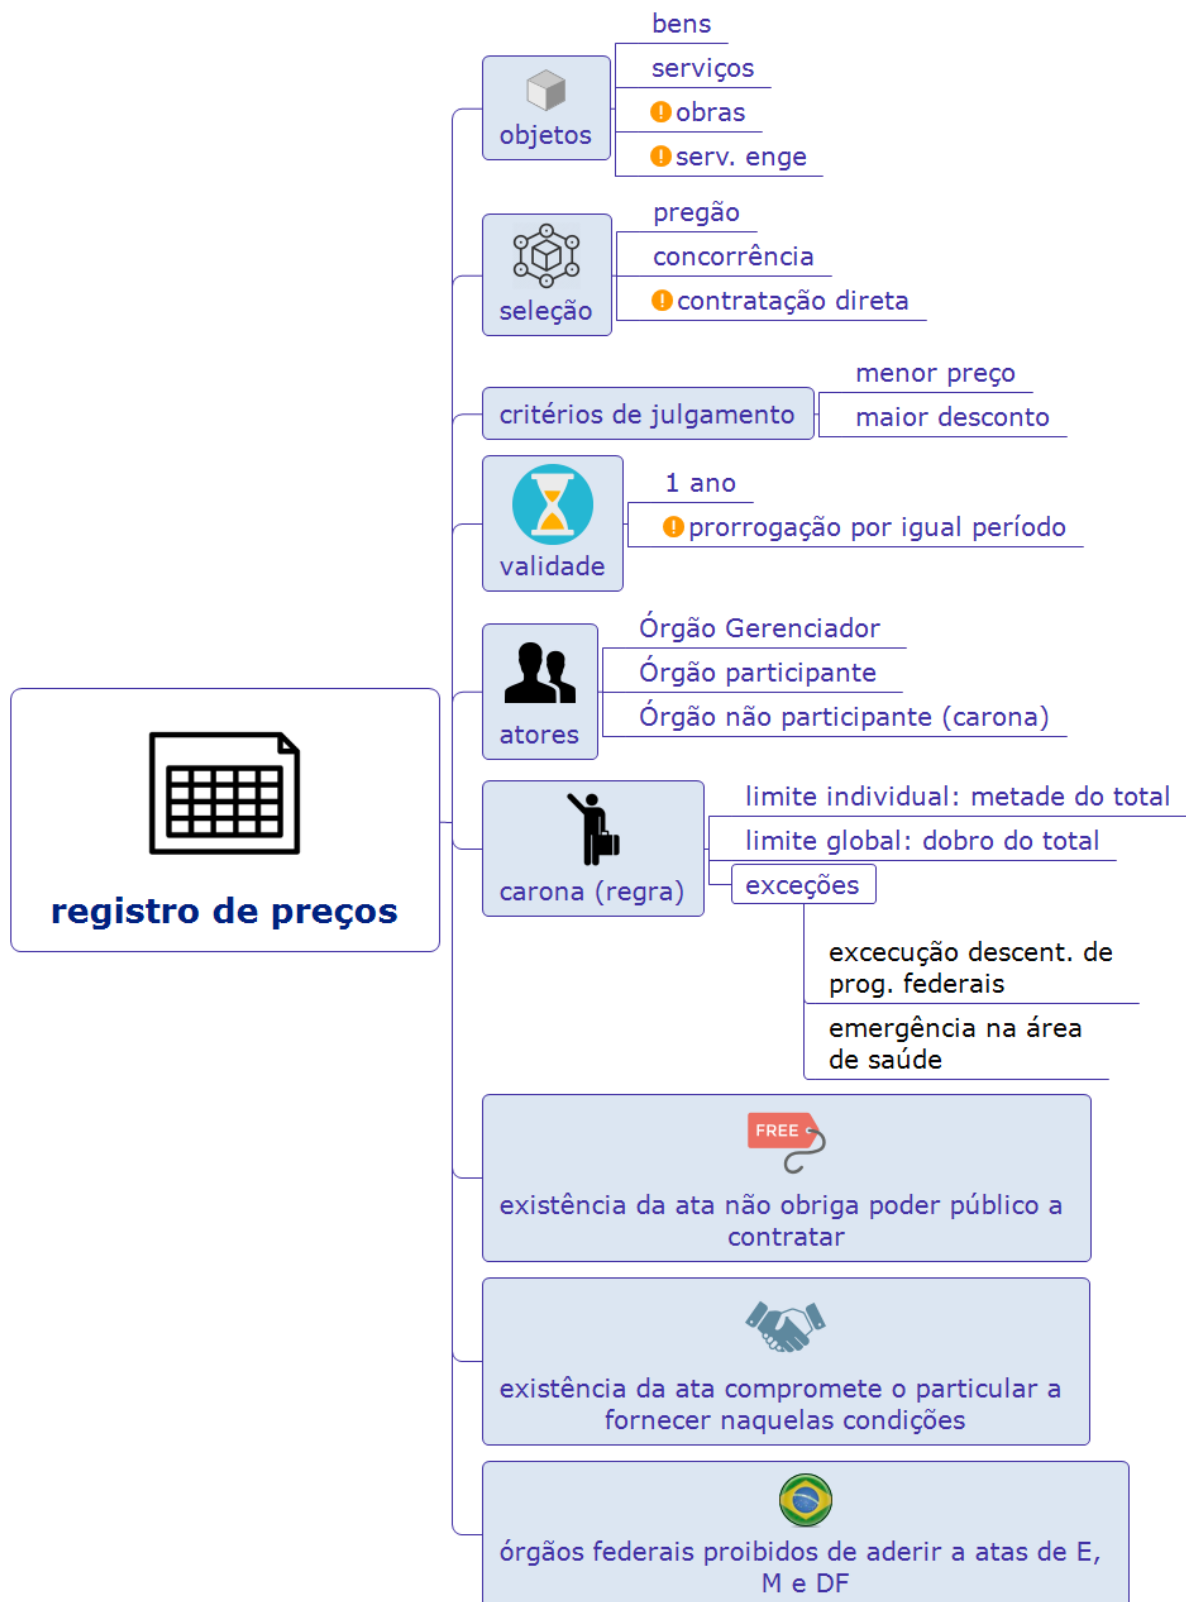 bens
serviços
obras
serv. enge
objetos
pregão
concorrência
contratação direta
seleção
menor preço
maior desconto
critérios de julgamento
1 ano
prorrogação por igual período
validade
Órgão Gerenciador
Órgão participante
Órgão não participante (carona)
atores
limite individual: metade do total
limite global: dobro do total
exceções
carona (regra)
registro de preços
excecução descent. de
prog. federais
emergência na área
de saúde
FREE
existência da ata não obriga poder público a
contratar
existência da ata compromete o particular a
fornecer naquelas condições
órgãos federais proibidos de aderir a atas de E,
M e DF